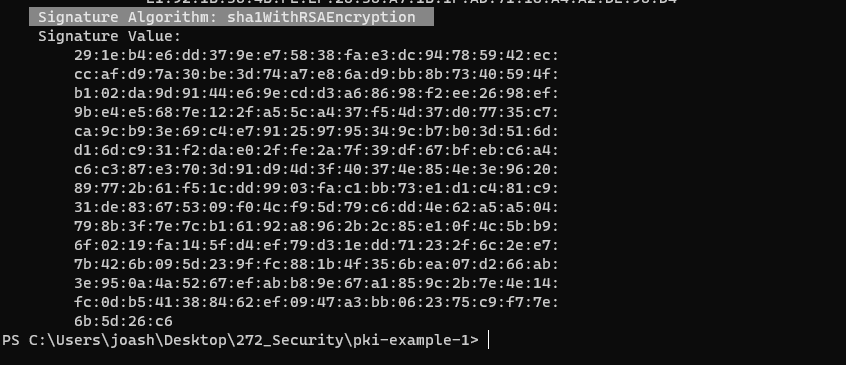 Signature Algorithm: sha1WithRSAEncryption
Signature Value:
29:1e:b4:e6:dd:37:9e:e7:58:38:fa:e3:dc:94:78:59:42:ec:
cc:af:d9:7a:30:be:3d:74:a7:e8:6a:d9:bb:8b:73:40:59:4f:
b1:02:da:9d:91:44:e6:9e:cd:d3:a6:86:98:f2:ee:26:98:ef:
9b:e4:e5:68:7e:12:2f:a5:5c:a4:37:f5:4d:37:d0:77:35:c7:
ca:9c:b9:3e:69:c4:e7:91:25:97:95:34:9c:b7:b0:3d:51:6d:
d1:6d:c9:31:f2:da:e0:2f:fe:2a:7f:39:df:67:bf:eb:c6:a4:
c6:c3:87:e3:70:3d:91:d9:4d:3f:40:37:4e:85:4e:3e:96:20:
89:77:2b:61:f5:1c:dd:99:03:fa:c1:bb:73:e1:d1:c4:81:c9:
31:de:83:67:53:09:f0:4c:f9:5d:79:c6:dd:4e:62:a5:a5:04:
79:8b:3f:7e:7c:b1:61:92:a8:96:2b:2c:85:e1:0f:4c:5b:b9:
6f:02:19:fa:14:5f:d4:ef:79:d3:1e:dd:71:23:2f:6c:2e:e7:
7b:42:6b:09:5d:23:9f:fc:88:1b:4f:35:6b:ea:07:d2:66:ab:
3e:95:0a:4a:52:67:ef:ab:b8:9e:67:a1:85:9c:2b:7e:4e:14:
fc:0d:b5:41:38:84:62:ef:09:47:a3:bb:06:23:75:c9:f7:7e:
6b:5d:26:c6
PS C:\Users\joash\Desktop\272_Security\pki-example-1>